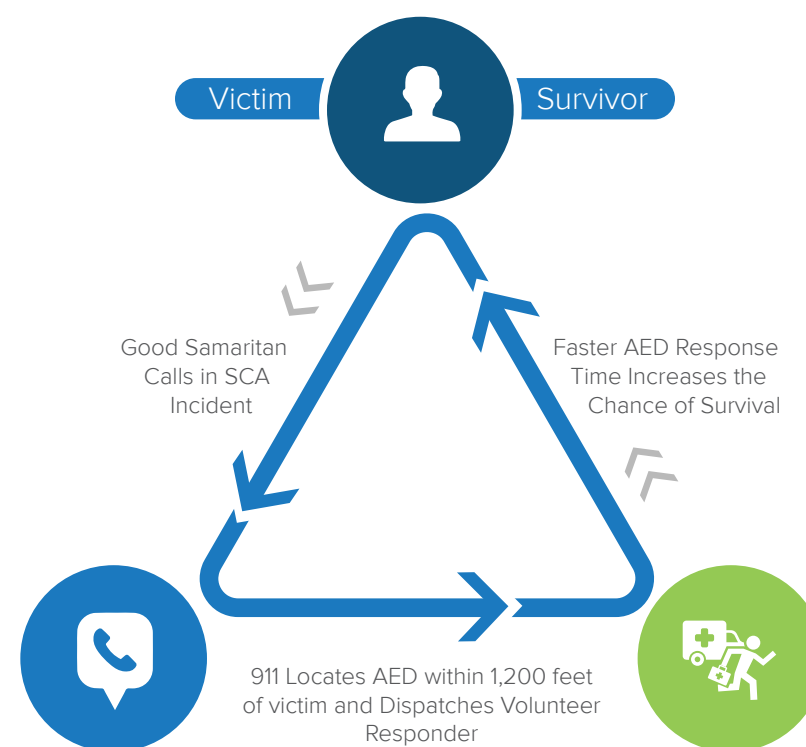 Victim
Survivor
Good Samaritan
Calls in SCA
Incident
Faster AED Response
Time Increases the
Chance of Survival
911 Locates AED within 1,200 feet
of victim and Dispatches Volunteer
Responder